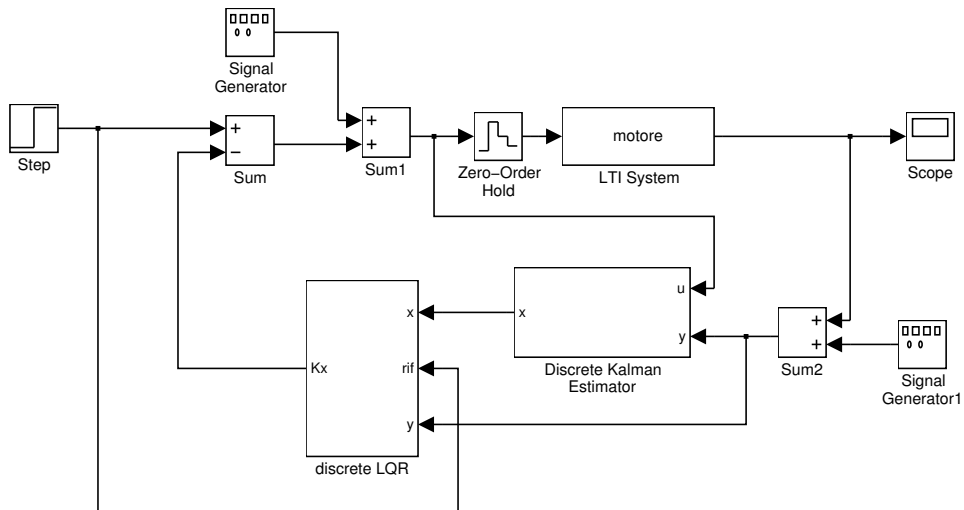 Signal
Generator
Step
+
−
Sum
+
+
Sum1
Zero−Order
Hold
motore
LTI System
Scope
Kx
x
rif
y
discrete LQR
x
u
y
Discrete Kalman
Estimator
+
+
Sum2
Signal
Generator1